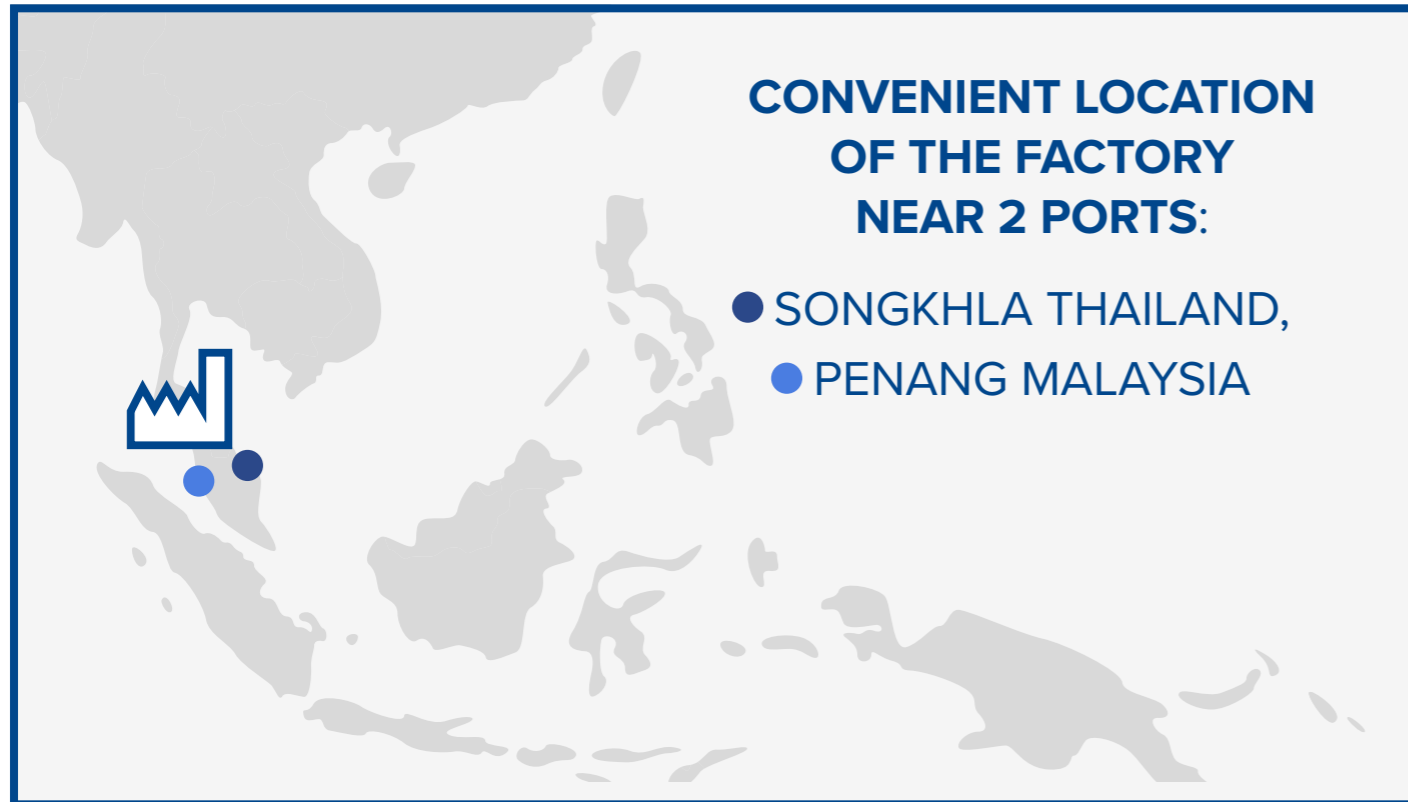 CONVENIENT LOCATION
OF THE FACTORY
NEAR 2 PORTS:
SONGKHLA THAILAND,
PENANG MALAYSIA